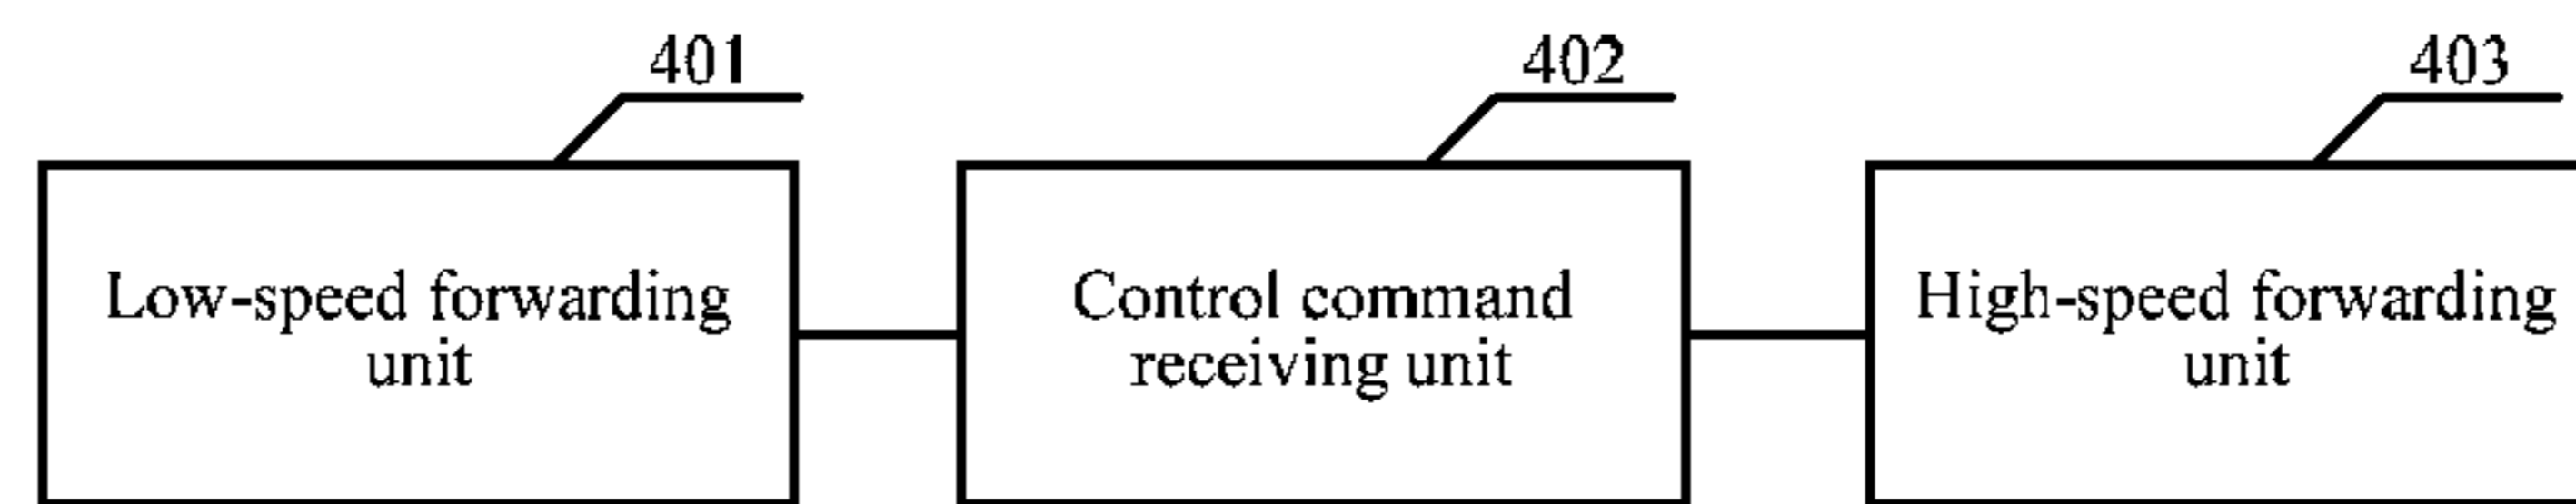 401
402
403
Low-speed forwarding
unit
Control command
receiving unit
High-speed forwarding
unit